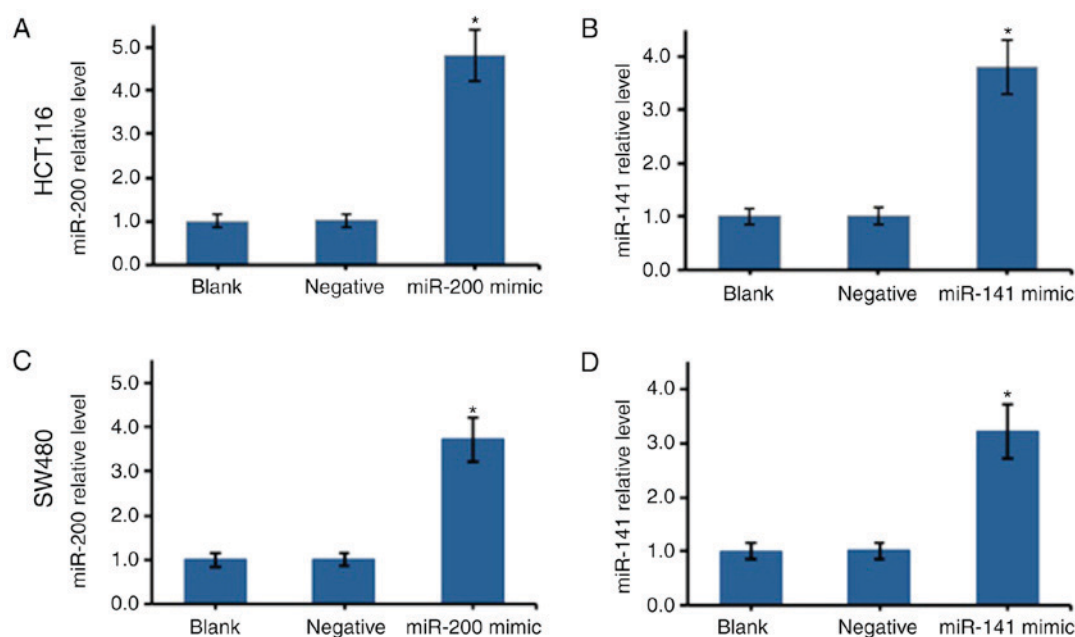 A
HCT116
miR-200 relative level
5.0
4.0
3.0
2.0
1.0
0.0
*
Blank Negative miR-200 mimic
B
miR-141 relative level
4.0
3.0
2.0
1.0
0.0
*
Blank Negative miR-141 mimic
C
SW480
miR-200 relative level
5.0
4.0
3.0
2.0
1.0
0.0
*
Blank Negative miR-200 mimic
D
miR-141 relative level
4.0
3.0
2.0
1.0
0.0
*
Blank Negative miR-141 mimic